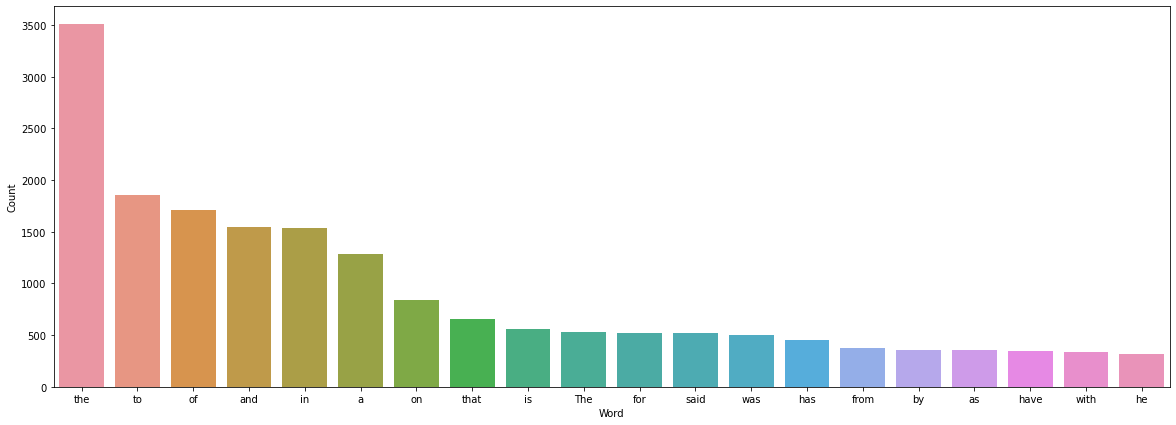 3500
3000
2500
2000
1500
1000
500
0
Count
the to of and in a on that is The for said was has from by as have with he
Word